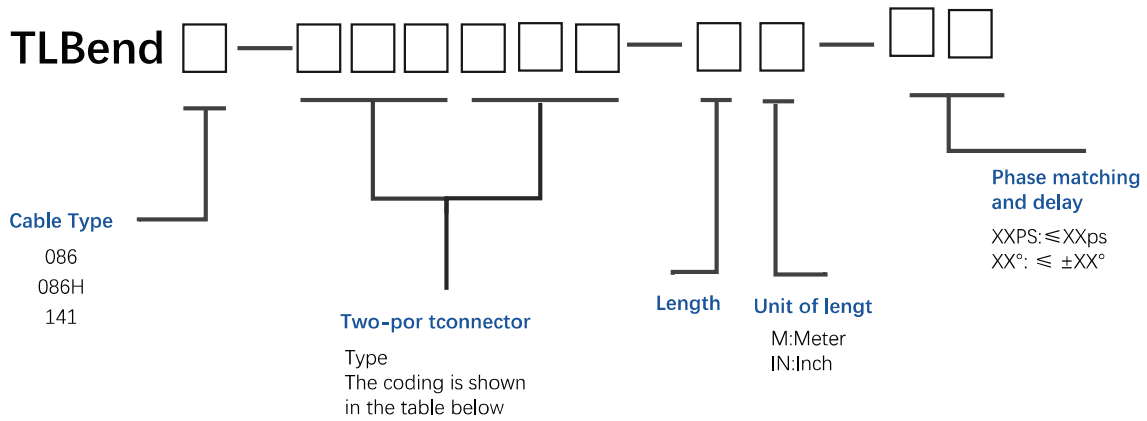 TLBend
Cable Type
086
086H
141
Two-por tconnector
Type
The coding is shown
in the table below
Length
Unit of lengt
M:Meter
IN:Inch
Phase matching
and delay
XXPS:≤XXps
XX°: ≤ ±XX°